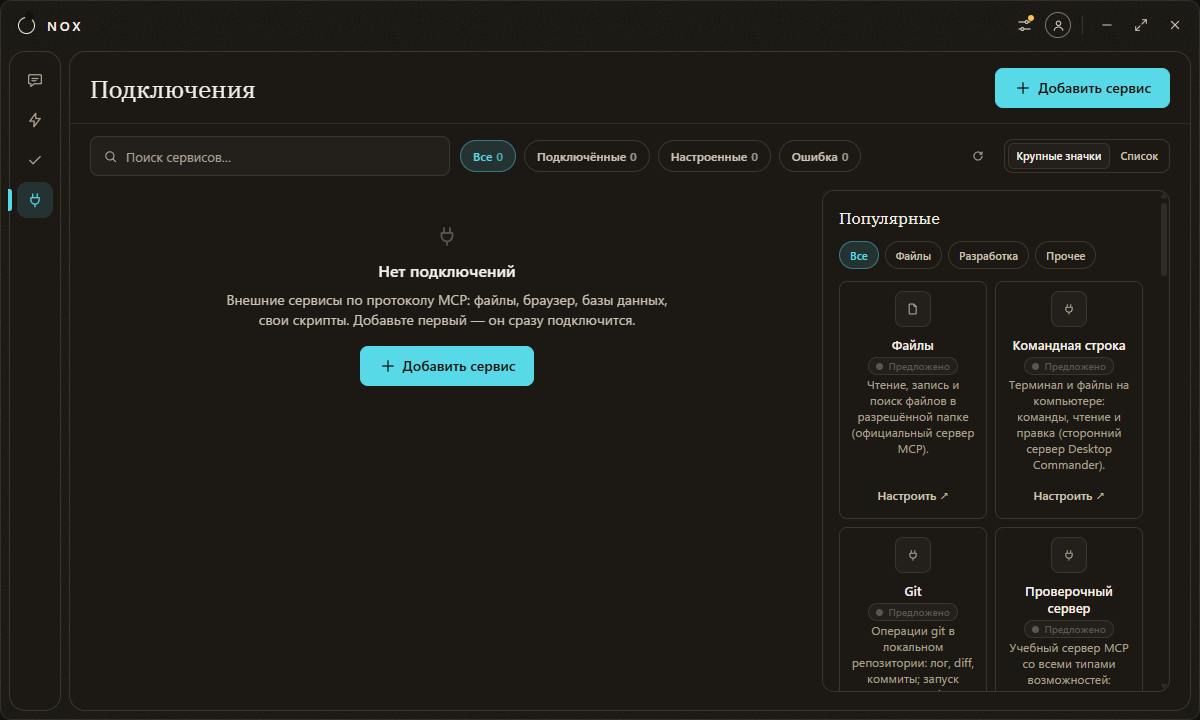 NOX
Подключения
Добавить сервис
Поиск сервисов...
Все 0
Подключённые 0
Настроенные 0
Ошибка 0
Крупные значки
Список
Нет подключений
Внешние сервисы по протоколу MCP: файлы, браузер, базы данных,
свои скрипты. Добавьте первый — он сразу подключится.
Добавить сервис
Популярные
Все
Файлы
Разработка
Прочее
Файлы
Предложено
Чтение, запись и
поиск файлов в
разрешённой папке
(официальный сервер
MCP).
Настроить ↗
Командная строка
Предложено
Терминал и файлы на
компьютере:
команды, чтение и
правка (сторонний
сервер Desktop
Commander).
Настроить ↗
Git
Предложено
Операции git в
локальном
репозитории: лог, diff,
коммиты; запуск
Проверочный
сервер
Предложено
Учебный сервер MCP
со всеми типами
возможностей: